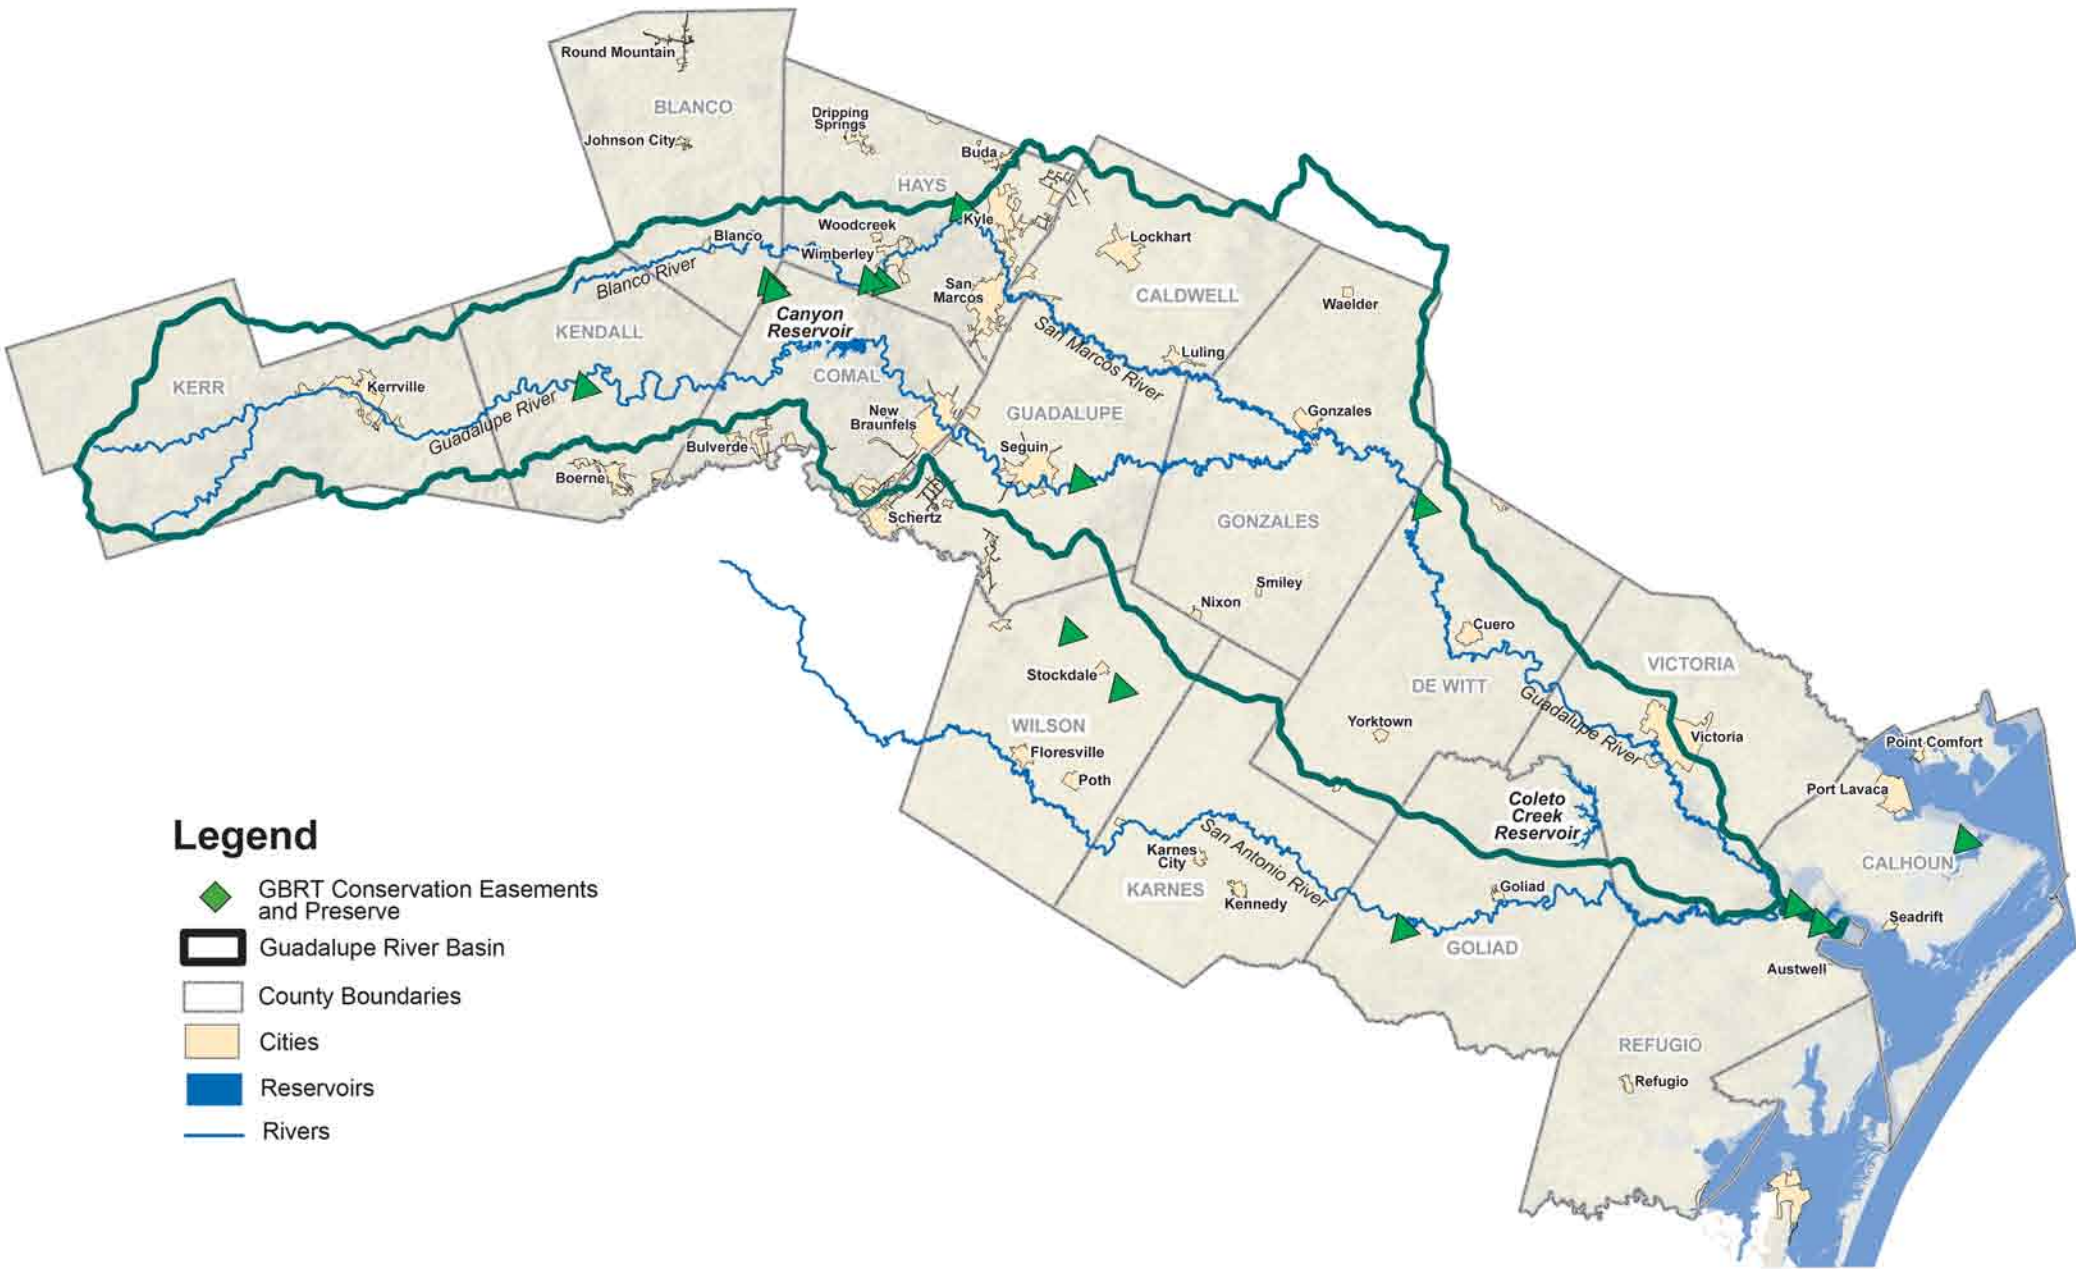 Round Mountain
BLANCO
Johnson City
Dripping
Springs
Buda
HAYS
Kyle
Woodcreek
Blanco
Wimberley
Blanco River
San
Marcos
Lockhart
CALDWELL
Waelder
Canyon
Reservoir
KENDALL
San Marcos River
Luling
KERR
Kerrville
COMAL
Guadalupe River
New
Braunfels
GUADALUPE
Gonzales
Bulverde
Seguin
Boerne
Schertz
GONZALES
Smiley
Nixon
Cuero
Stockdale
VICTORIA
DE WITT
Guadalupe River
WILSON
Yorktown
Victoria
Floresville
Poth
Point Comfort
Port Lavaca
Coleto
Creek
Reservoir
San Antonio River
Karnes
City
KARNES
Kennedy
Goliad
CALHOUN
GOLIAD
Seadrift
Austwell
REFUGIO
Refugio
Legend
GBRT Conservation Easements
and Preserve
Guadalupe River Basin
County Boundaries
Cities
Reservoirs
Rivers